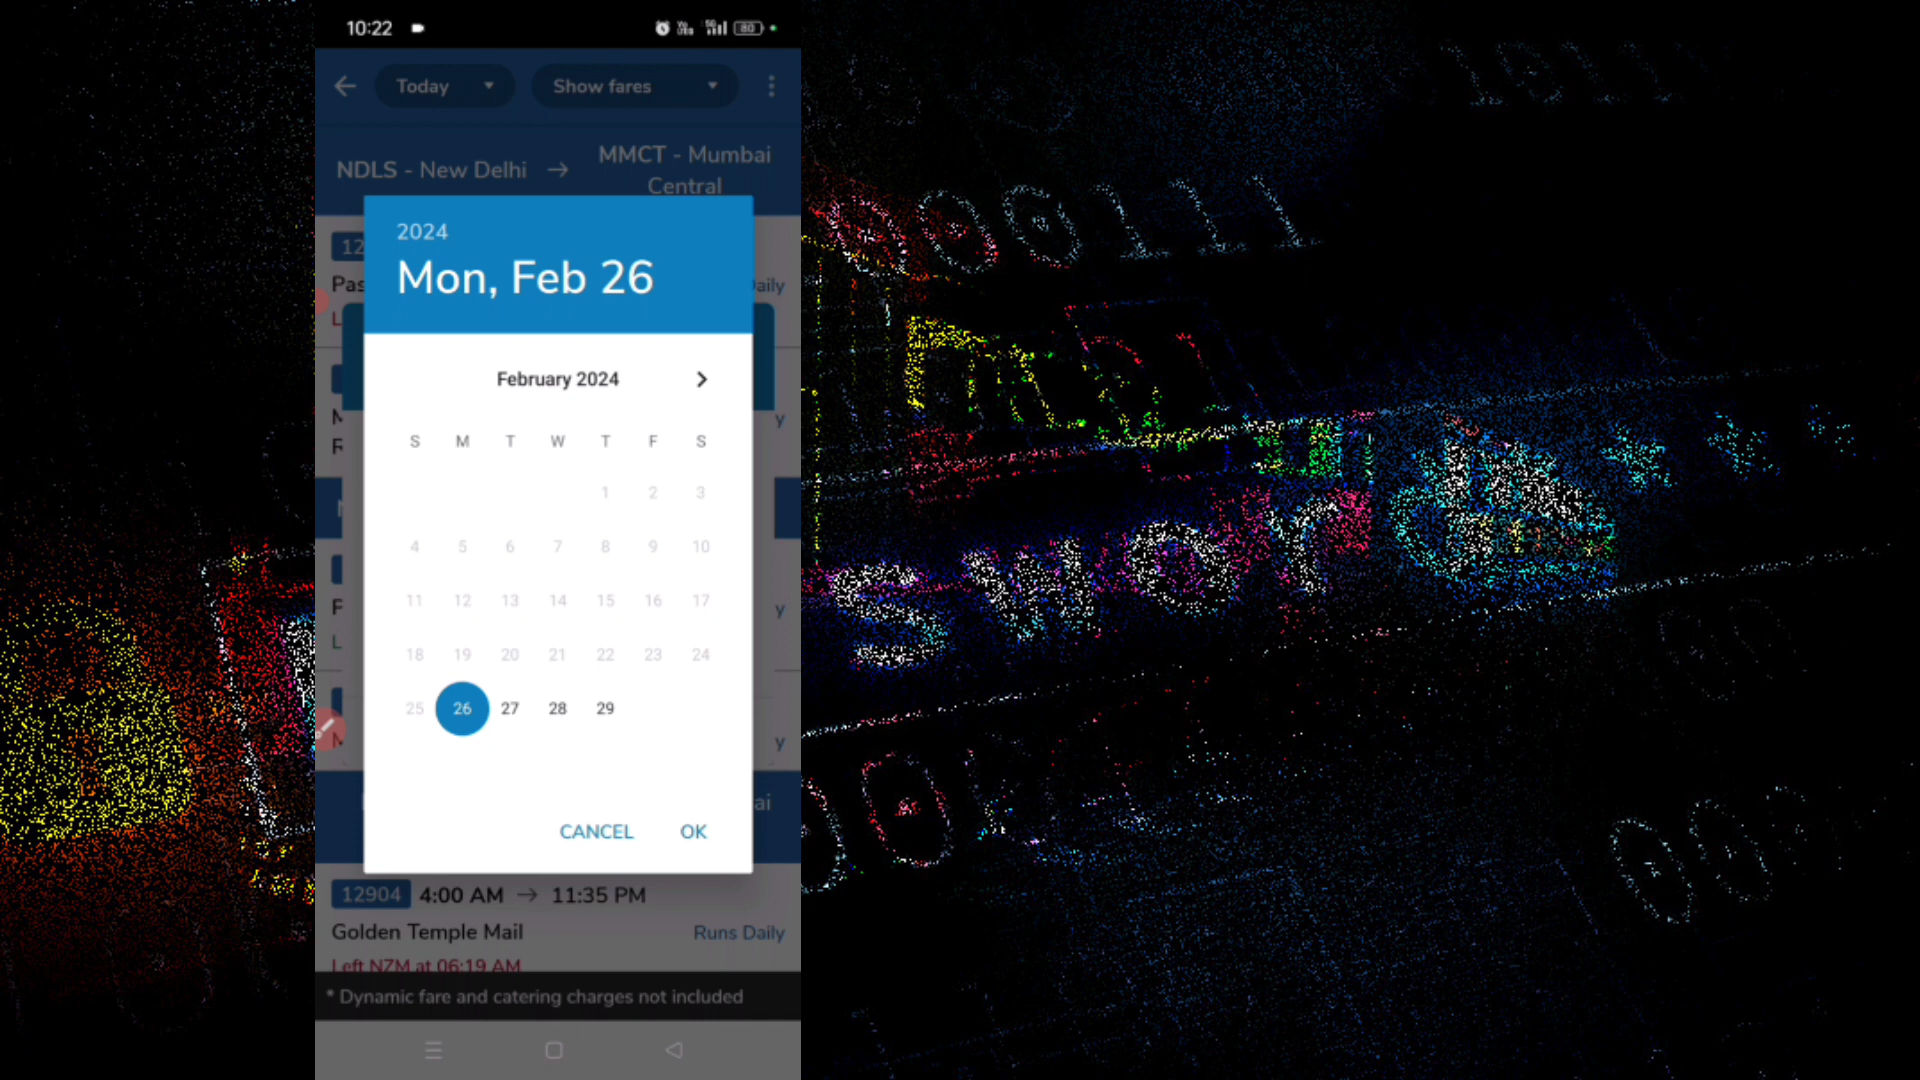 10:22
80
Today
Show fares
NDLS - New Delhi → MMCT - Mumbai Central
2024
Mon, Feb 26
February 2024
S M T W T F S
1 2 3
4 5 6 7 8 9 10
11 12 13 14 15 16 17
18 19 20 21 22 23 24
25 26 27 28 29
CANCEL OK
12904 4:00 AM → 11:35 PM
Golden Temple Mail Runs Daily
Left NZM at 06:19 AM
* Dynamic fare and catering charges not included
000111
swor